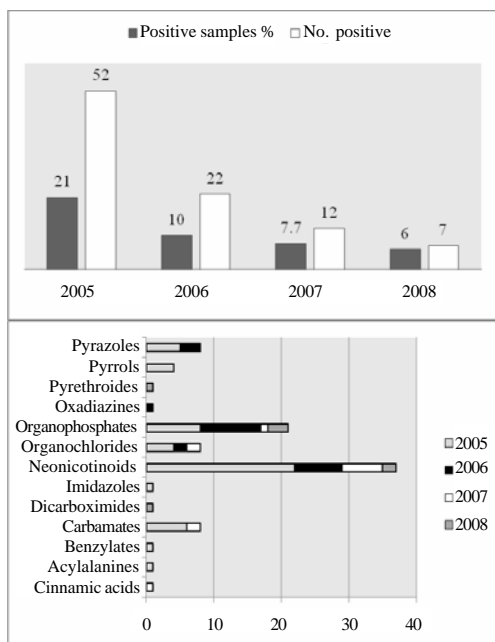 Positive samples % No. positive
52
21
22
10
12
7.7
7
6
2005 2006 2007 2008
Pyrazoles
Pyrrols
Pyrethroides
Oxadiazines
Organophosphates
Organochlorides
Neonicotinoids
Imidazoles
Dicarboximides
Carbamates
Benzylates
Acylalanines
Cinnamic acids
0 20 40
2005
2006
2007
2008